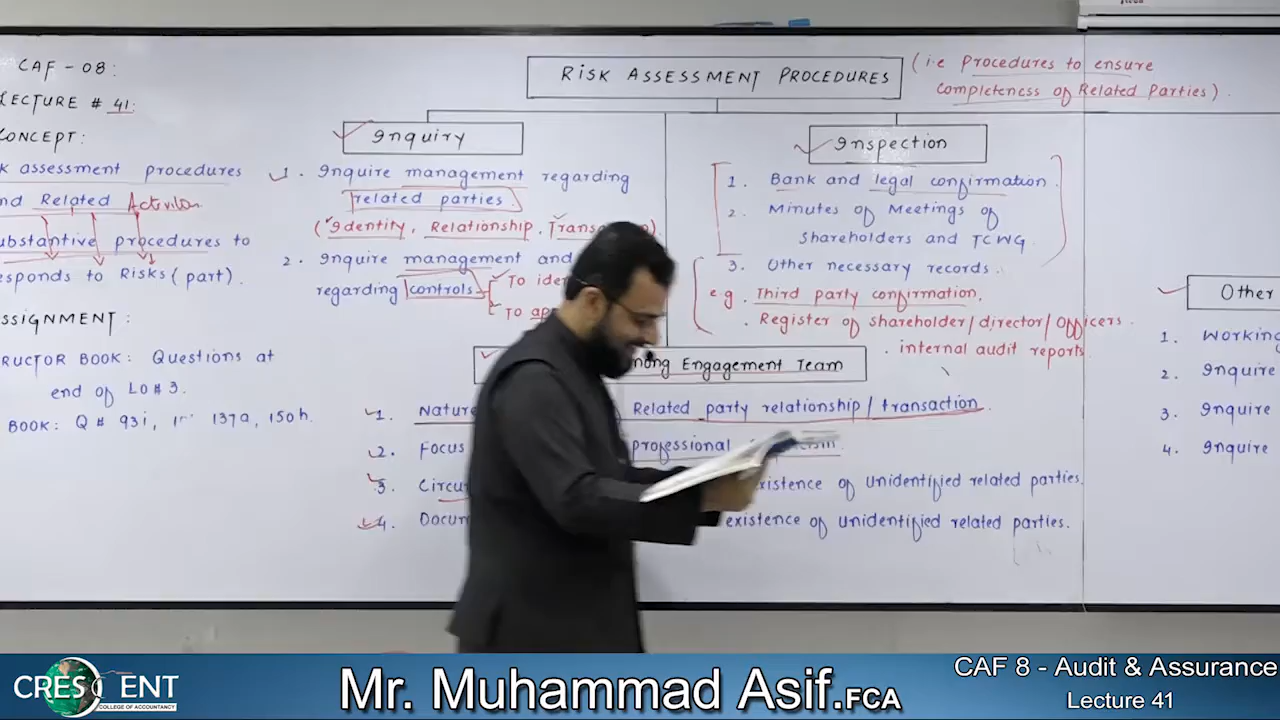 CAF - 08:
LECTURE # 41:
CONCEPT:
k assessment procedures
and Related
ubstantive procedures to
esponds to Risks (part).
SSIGNMENT:
RUCTOR BOOK: Questions at
end of LO # 3.
BOOK: Q # 93i, 137a, 150h.
RISK ASSESSMENT PROCEDURES
(i.e Procedures to ensure
completeness of Related Parties).
Inquiry
1. Inquire management regarding
related parties.
(Identity, Relationship, Trans
2. Inquire management and
regarding controls
To ide
To ap
Inspection
1. Bank and legal confirmation.
2. Minutes of Meetings of
Shareholders and TCWG.
3. Other necessary records.
e.g. Third party confirmation.
. Register of shareholder/director/officers.
. internal audit reports
mong Engagement Team
1. Nature Related party relationship/transaction.
2. Focus professional
3. Circu xistence of unidentified related parties.
4. Docum existence of unidentified related parties.
Other
1. Working
2. Inquire
3. Inquire
4. Inquire
CRESCENT
COLLEGE OF ACCOUNTANCY
Mr. Muhammad Asif.FCA
CAF 8 - Audit & Assurance
Lecture 41